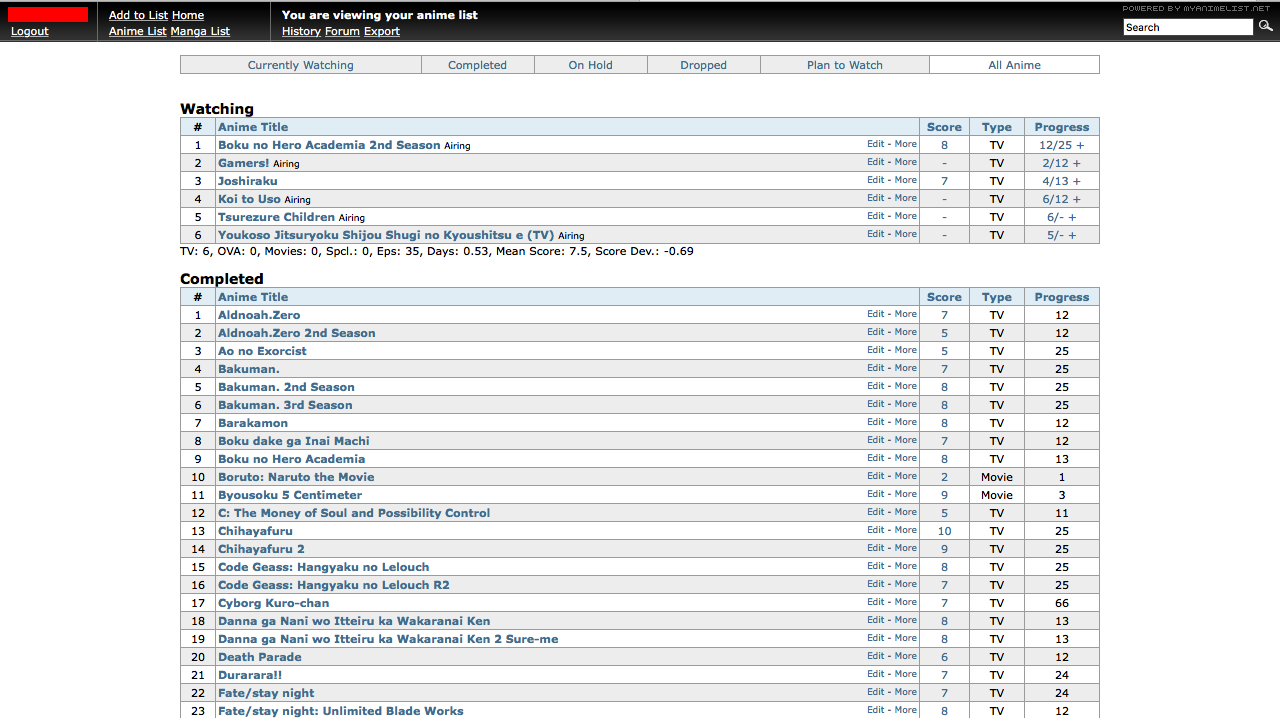 Add to List Home
You are viewing your anime list
POWERED BY MYANIMELIST.NET
Logout
Anime List Manga List
History Forum Export
Search
Currently Watching Completed On Hold Dropped Plan to Watch All Anime
Watching
# Anime Title Score Type Progress
1 Boku no Hero Academia 2nd Season Airing Edit - More 8 TV 12/25 +
2 Gamers! Airing Edit - More - TV 2/12 +
3 Joshiraku Edit - More 7 TV 4/13 +
4 Koi to Uso Airing Edit - More - TV 6/12 +
5 Tsurezure Children Airing Edit - More - TV 6/- +
6 Youkoso Jitsuryoku Shijou Shugi no Kyoushitsu e (TV) Airing Edit - More - TV 5/- +
TV: 6, OVA: 0, Movies: 0, Spcl.: 0, Eps: 35, Days: 0.53, Mean Score: 7.5, Score Dev.: -0.69
Completed
# Anime Title Score Type Progress
1 Aldnoah.Zero Edit - More 7 TV 12
2 Aldnoah.Zero 2nd Season Edit - More 5 TV 12
3 Ao no Exorcist Edit - More 5 TV 25
4 Bakuman. Edit - More 7 TV 25
5 Bakuman. 2nd Season Edit - More 8 TV 25
6 Bakuman. 3rd Season Edit - More 8 TV 25
7 Barakamon Edit - More 8 TV 12
8 Boku dake ga Inai Machi Edit - More 7 TV 12
9 Boku no Hero Academia Edit - More 8 TV 13
10 Boruto: Naruto the Movie Edit - More 2 Movie 1
11 Byousoku 5 Centimeter Edit - More 9 Movie 3
12 C: The Money of Soul and Possibility Control Edit - More 5 TV 11
13 Chihayafuru Edit - More 10 TV 25
14 Chihayafuru 2 Edit - More 9 TV 25
15 Code Geass: Hangyaku no Lelouch Edit - More 8 TV 25
16 Code Geass: Hangyaku no Lelouch R2 Edit - More 7 TV 25
17 Cyborg Kuro-chan Edit - More 7 TV 66
18 Danna ga Nani wo Itteiru ka Wakaranai Ken Edit - More 8 TV 13
19 Danna ga Nani wo Itteiru ka Wakaranai Ken 2 Sure-me Edit - More 8 TV 13
20 Death Parade Edit - More 6 TV 12
21 Durarara!! Edit - More 7 TV 24
22 Fate/stay night Edit - More 7 TV 24
23 Fate/stay night: Unlimited Blade Works Edit - More 8 TV 12